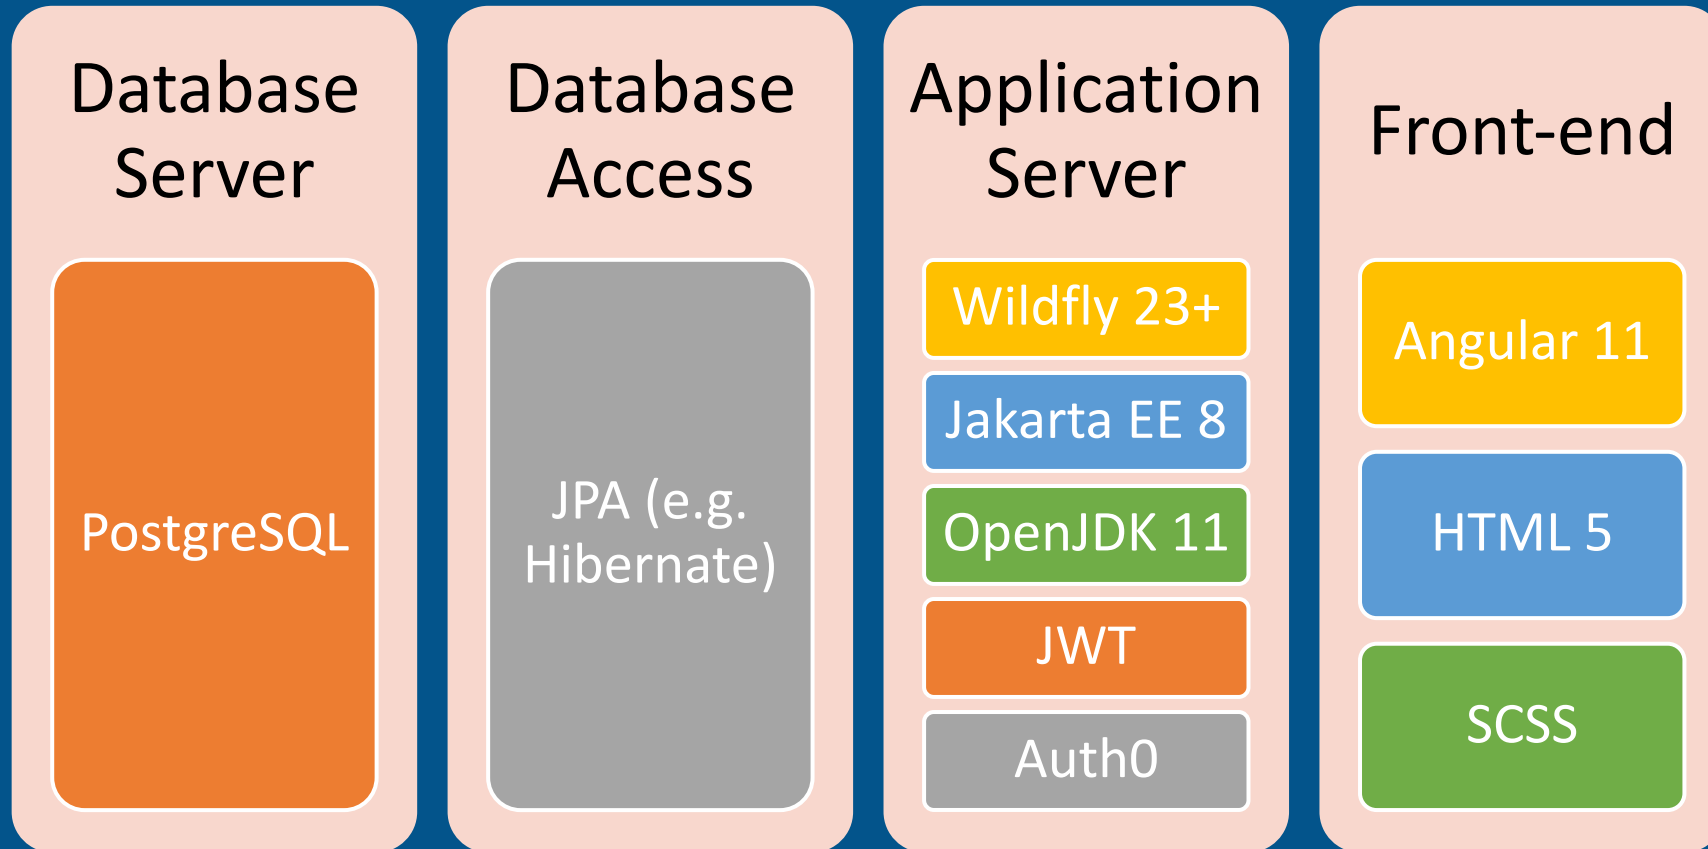 Database
Server
PostgreSQL
Database
Access
JPA (e.g.
Hibernate)
Application
Server
Wildfly 23+
Jakarta EE 8
OpenJDK 11
JWT
Auth0
Front-end
Angular 11
HTML 5
SCSS